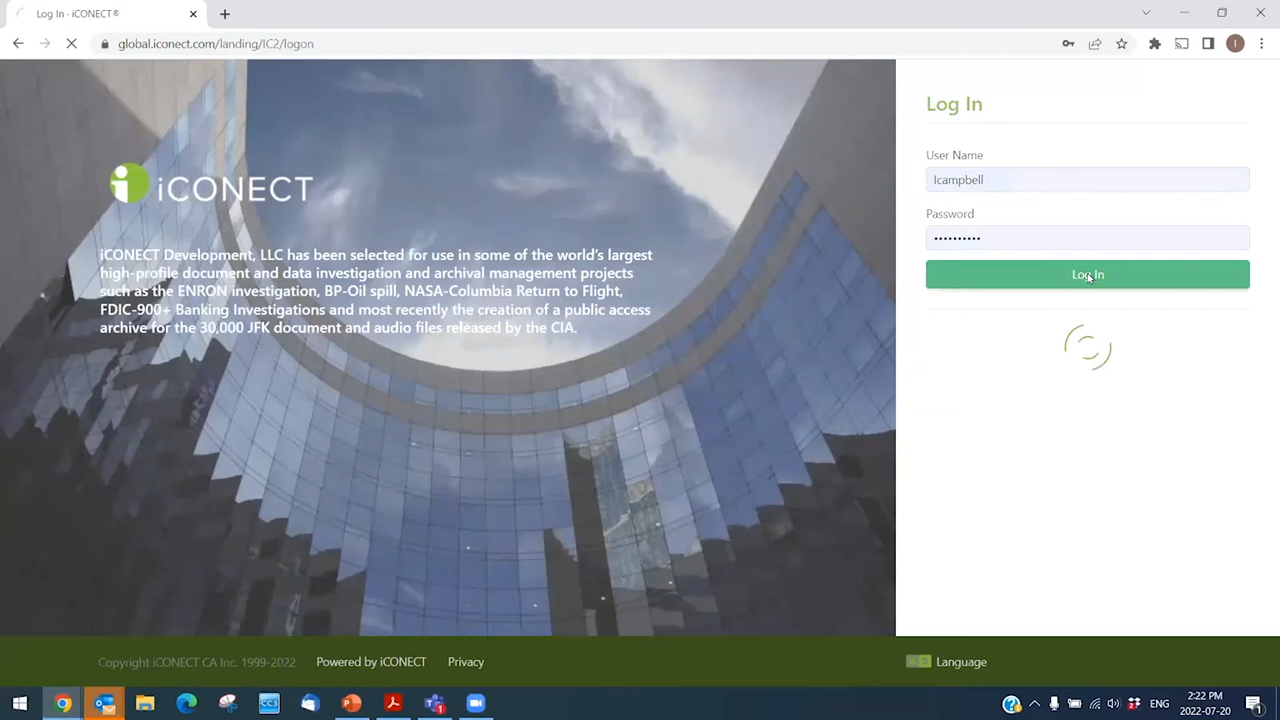 Log In - iCONECT®
global.iconect.com/landing/IC2/logon
I
iCONECT
iCONECT Development, LLC has been selected for use in some of the world's largest
high-profile document and data investigation and archival management projects
such as the ENRON investigation, BP-Oil spill, NASA-Columbia Return to Flight,
FDIC-900+ Banking Investigations and most recently the creation of a public access
archive for the 30,000 JFK document and audio files released by the CIA.
Log In
User Name
Icampbell
Password
Log In
Copyright iCONECT CA Inc. 1999-2022
Powered by iCONECT
Privacy
Language
CC3
ENG
2:22 PM
2022-07-20
1